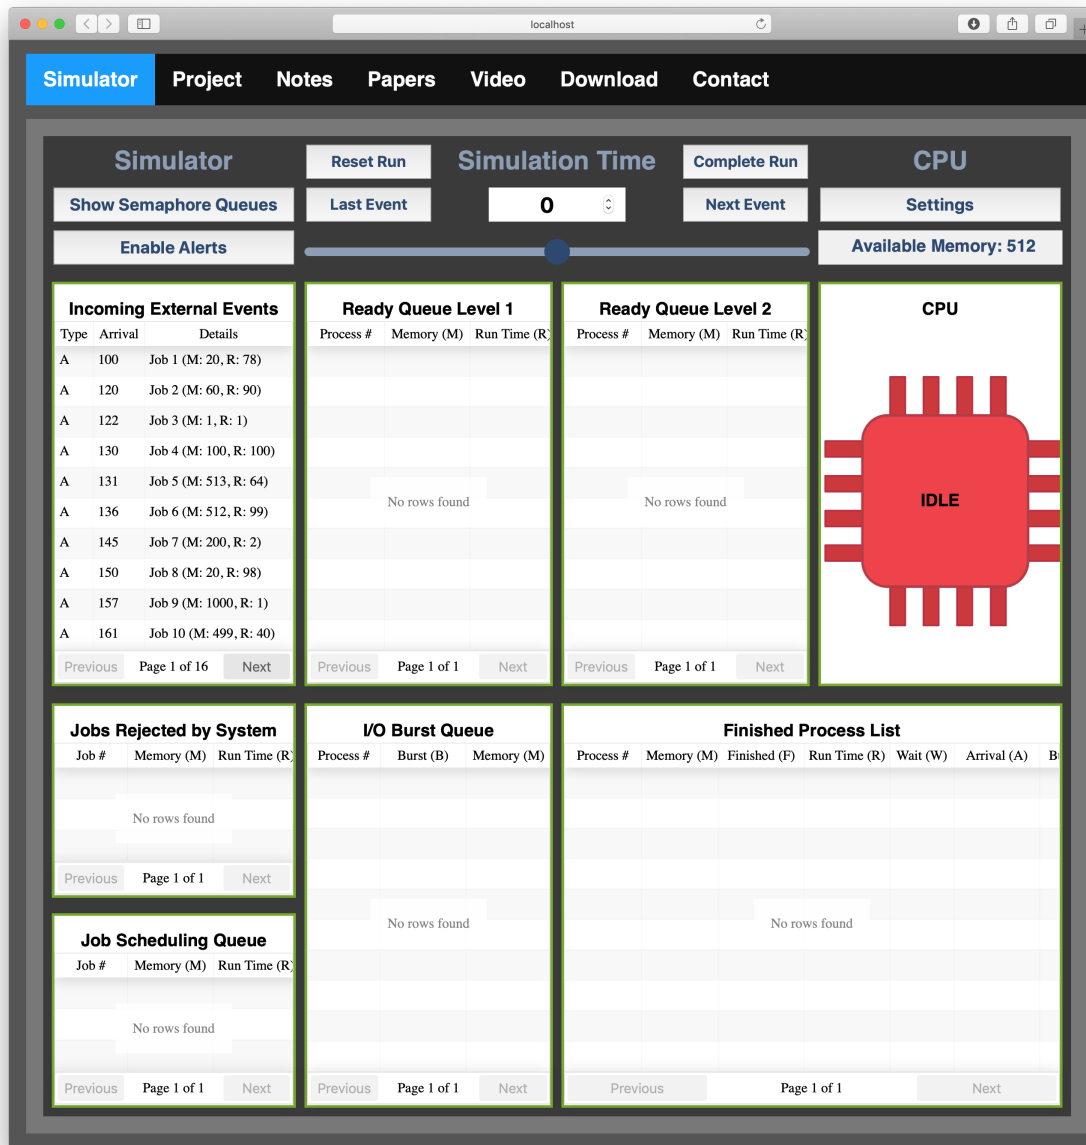 localhost
Simulator Project Notes Papers Video Download Contact
Simulator Reset Run Simulation Time Complete Run CPU
Show Semaphore Queues Last Event 0 Next Event Settings
Enable Alerts Available Memory: 512
Incoming External Events
Type Arrival Details
A 100 Job 1 (M: 20, R: 78)
A 120 Job 2 (M: 60, R: 90)
A 122 Job 3 (M: 1, R: 1)
A 130 Job 4 (M: 100, R: 100)
A 131 Job 5 (M: 513, R: 64)
A 136 Job 6 (M: 512, R: 99)
A 145 Job 7 (M: 200, R: 2)
A 150 Job 8 (M: 20, R: 98)
A 157 Job 9 (M: 1000, R: 1)
A 161 Job 10 (M: 499, R: 40)
Previous Page 1 of 16 Next
Ready Queue Level 1
Process # Memory (M) Run Time (R)
No rows found
Previous Page 1 of 1 Next
Ready Queue Level 2
Process # Memory (M) Run Time (R)
No rows found
Previous Page 1 of 1 Next
CPU
IDLE
Jobs Rejected by System
Job # Memory (M) Run Time (R)
No rows found
Previous Page 1 of 1 Next
Job Scheduling Queue
Job # Memory (M) Run Time (R)
No rows found
Previous Page 1 of 1 Next
I/O Burst Queue
Process # Burst (B) Memory (M)
No rows found
Previous Page 1 of 1 Next
Finished Process List
Process # Memory (M) Finished (F) Run Time (R) Wait (W) Arrival (A)
No rows found
Previous Page 1 of 1 Next